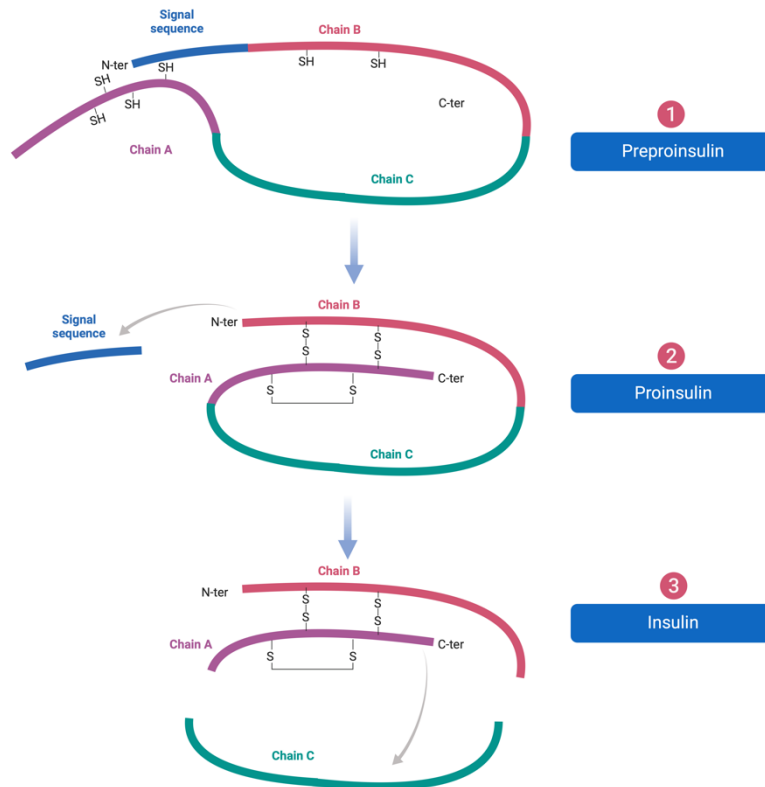 Signal
sequence
Chain B
N-ter
SH
SH
SH
SH
SH
SH
C-ter
Chain A
Chain C
1
Preproinsulin
Chain B
N-ter
Signal
sequence
S
S
S
S
Chain A
C-ter
S
S
Chain C
2
Proinsulin
Chain B
N-ter
S
S
S
S
Chain A
C-ter
S
S
Chain C
3
Insulin